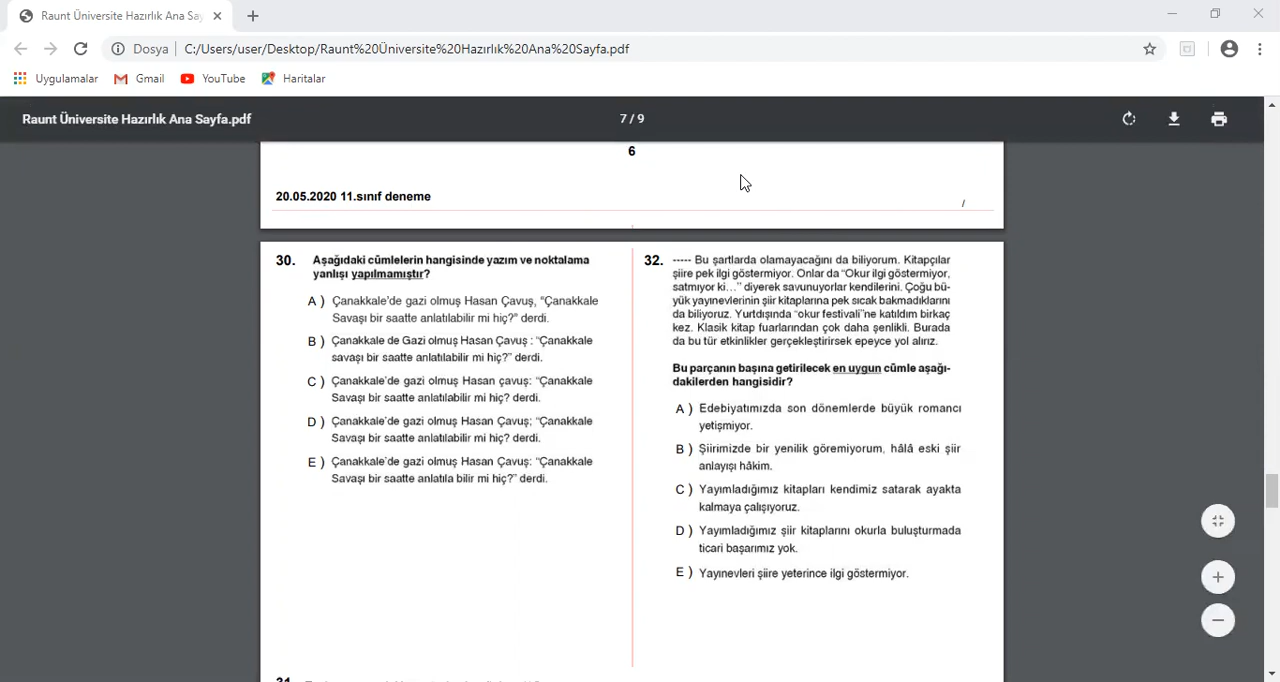 Raunt Üniversite Hazırlık Ana Say
Dosya
C:/Users/user/Desktop/Raunt%20Üniversite%20Hazırlık%20Ana%20Sayfa.pdf
Uygulamalar
Gmail
YouTube
Haritalar
Raunt Üniversite Hazırlık Ana Sayfa.pdf
7 / 9
6
20.05.2020 11.sınıf deneme
/
30. Aşağıdaki cümlelerin hangisinde yazım ve noktalama
yanlışı yapılmamıştır?
A ) Çanakkale'de gazi olmuş Hasan Çavuş, “Çanakkale
Savaşı bir saatte anlatılabilir mi hiç?” derdi.
B ) Çanakkale de Gazi olmuş Hasan Çavuş : “Çanakkale
savaşı bir saatte anlatılabilir mi hiç?” derdi.
C ) Çanakkale'de gazi olmuş Hasan çavuş: “Çanakkale
Savaşı bir saatte anlatılabilir mi hiç? derdi.
D ) Çanakkale'de gazi olmuş Hasan Çavuş; “Çanakkale
Savaşı bir saatte anlatılabilir mi hiç? derdi.
E ) Çanakkale'de gazi olmuş Hasan Çavuş: “Çanakkale
Savaşı bir saatte anlatıla bilir mi hiç?” derdi.
31.
32. ----- Bu şartlarda olamayacağını da biliyorum. Kitapçılar
şiire pek ilgi göstermiyor. Onlar da “Okur ilgi göstermiyor,
satmıyor ki...” diyerek savunuyorlar kendilerini. Çoğu bü-
yük yayınevlerinin şiir kitaplarına pek sıcak bakmadıklarını
da biliyoruz. Yurtdışında “okur festivali”ne katıldım birkaç
kez. Klasik kitap fuarlarından çok daha şenlikli. Burada
da bu tür etkinlikler gerçekleştirirsek epeyce yol alırız.
Bu parçanın başına getirilecek en uygun cümle aşağı-
dakilerden hangisidir?
A ) Edebiyatımızda son dönemlerde büyük romancı
yetişmiyor.
B ) Şiirimizde bir yenilik göremiyorum, hâlâ eski şiir
anlayışı hâkim.
C ) Yayımladığımız kitapları kendimiz satarak ayakta
kalmaya çalışıyoruz.
D ) Yayımladığımız şiir kitaplarını okurla buluşturmada
ticari başarımız yok.
E ) Yayınevleri şiire yeterince ilgi göstermiyor.